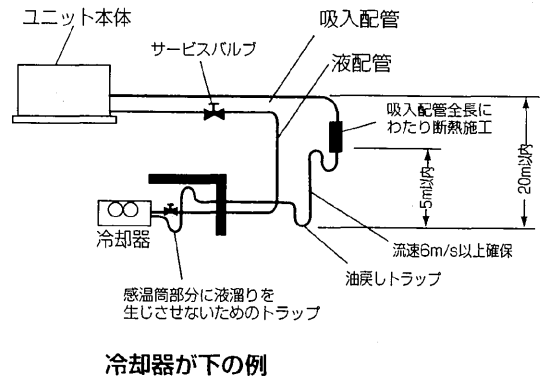 ユニット本体
吸入配管
サービスバルブ
液配管
吸入配管全長に
わたり断熱施工
5m以内
20m以内
冷却器
流速6m/s以上確保
油戻しトラップ
感温筒部分に液溜りを
生じさせないためのトラップ
冷却器が下の例